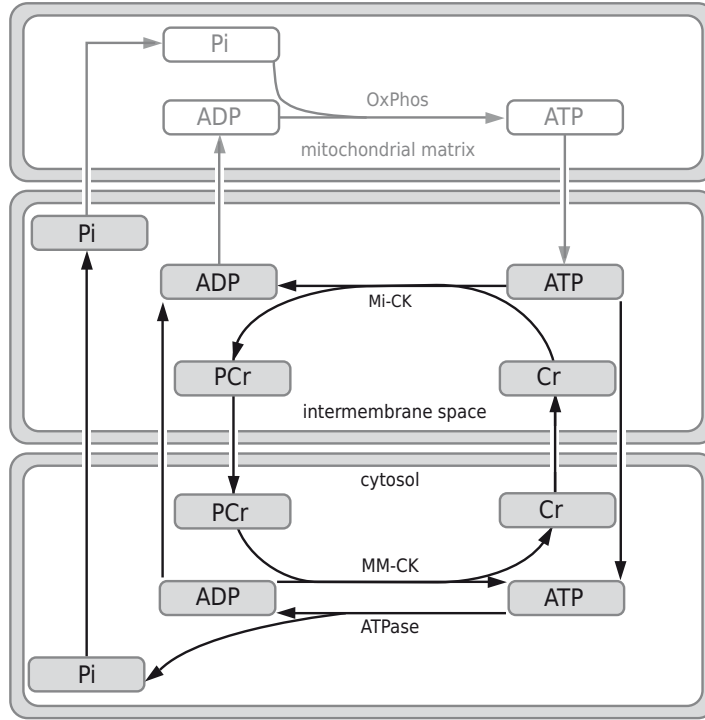 Pi
OxPhos
ADP
ATP
mitochondrial matrix
Pi
ADP
ATP
Mi-CK
PCr
Cr
intermembrane space
cytosol
PCr
Cr
MM-CK
ADP
ATP
ATPase
Pi